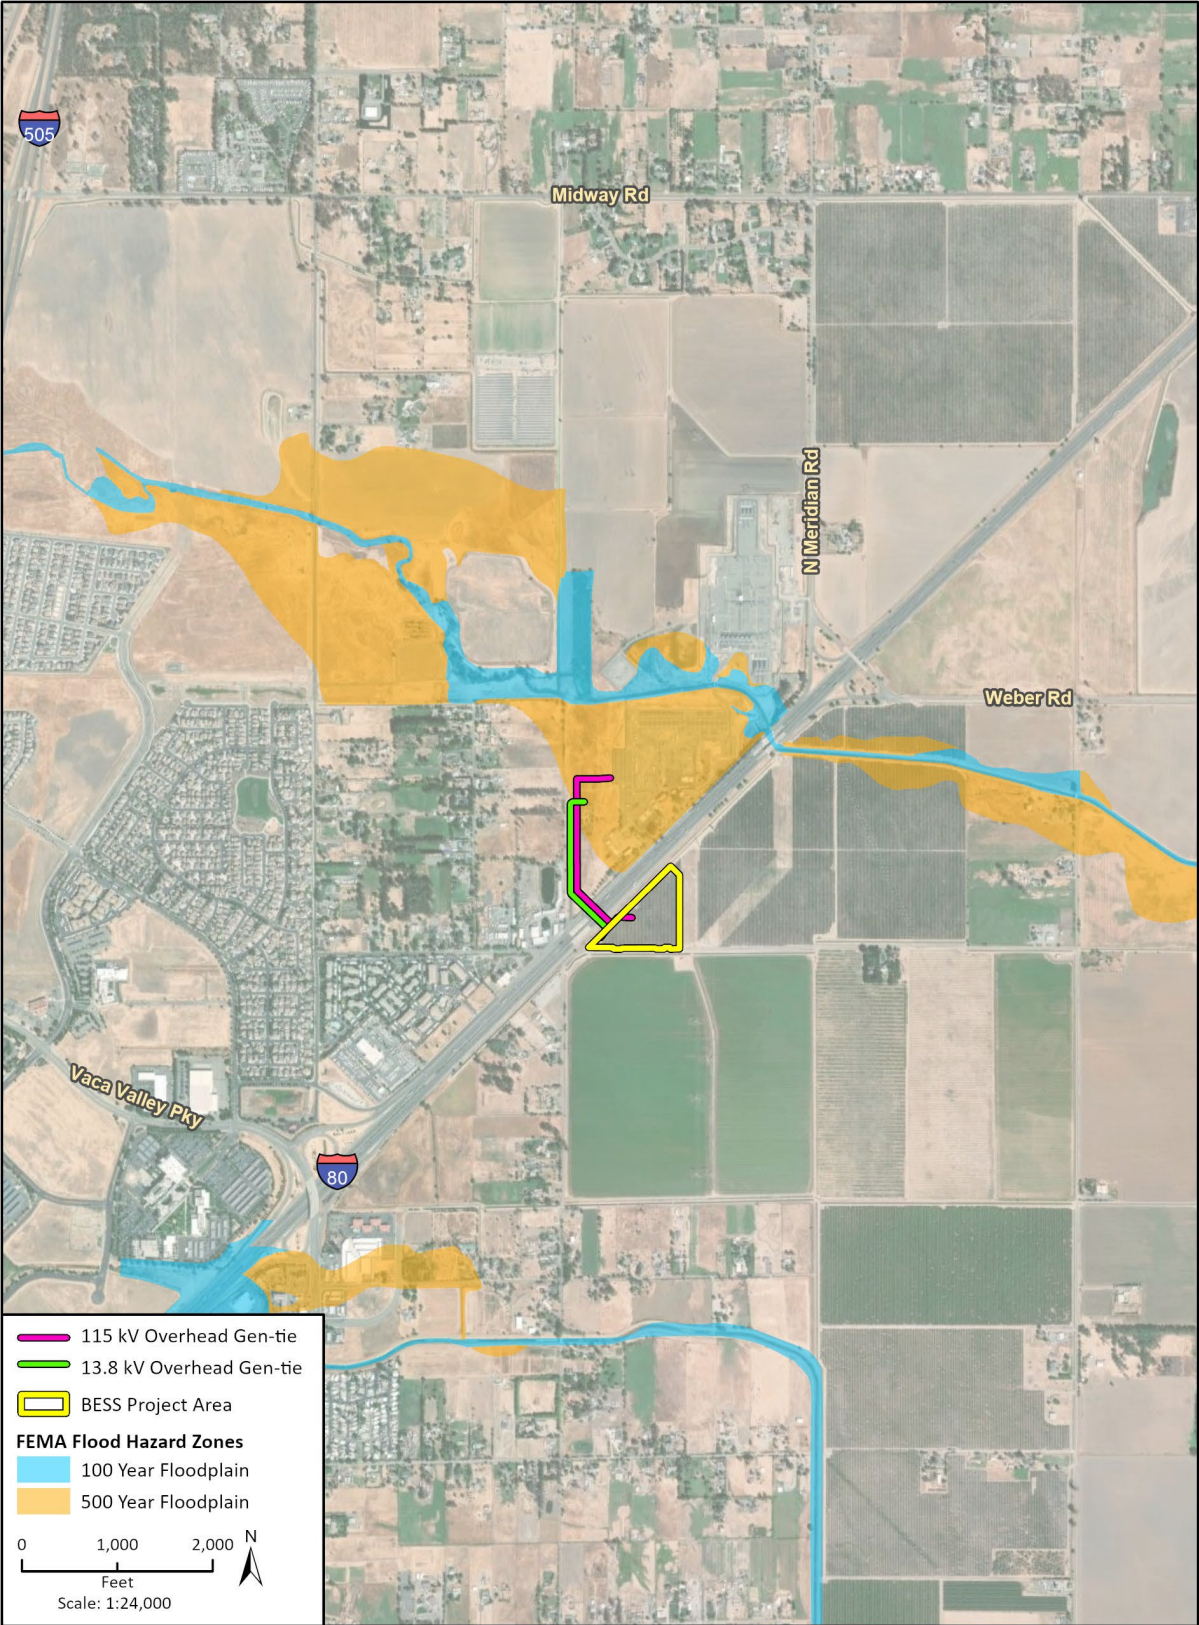 505
Midway Rd
N Meridian Rd
Weber Rd
Vaca Valley Pky
80
115 kV Overhead Gen-tie
13.8 kV Overhead Gen-tie
BESS Project Area
FEMA Flood Hazard Zones
100 Year Floodplain
500 Year Floodplain
0 1,000 2,000 N
Feet
Scale: 1:24,000